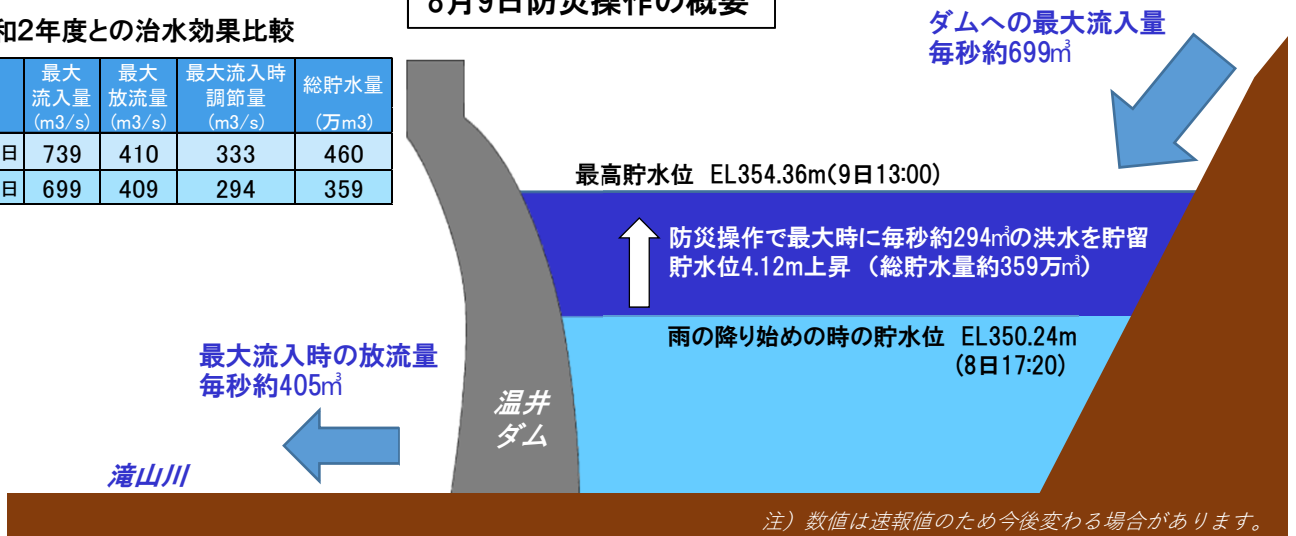 8月9日防災操作の概要
和2年度との治水効果比較
最大流入量(m3/s) 最大放流量(m3/s) 最大流入時調節量(m3/s) 総貯水量(万m3)
日 739 410 333 460
日 699 409 294 359
ダムへの最大流入量
毎秒約699㎥
最高貯水位 EL354.36m(9日13:00)
防災操作で最大時に毎秒約294㎥の洪水を貯留
貯水位4.12m上昇 (総貯水量約359万㎥)
雨の降り始めの時の貯水位 EL350.24m
(8日17:20)
最大流入時の放流量
毎秒約405㎥
温井
ダム
滝山川
注）数値は速報値のため今後変わる場合があります。